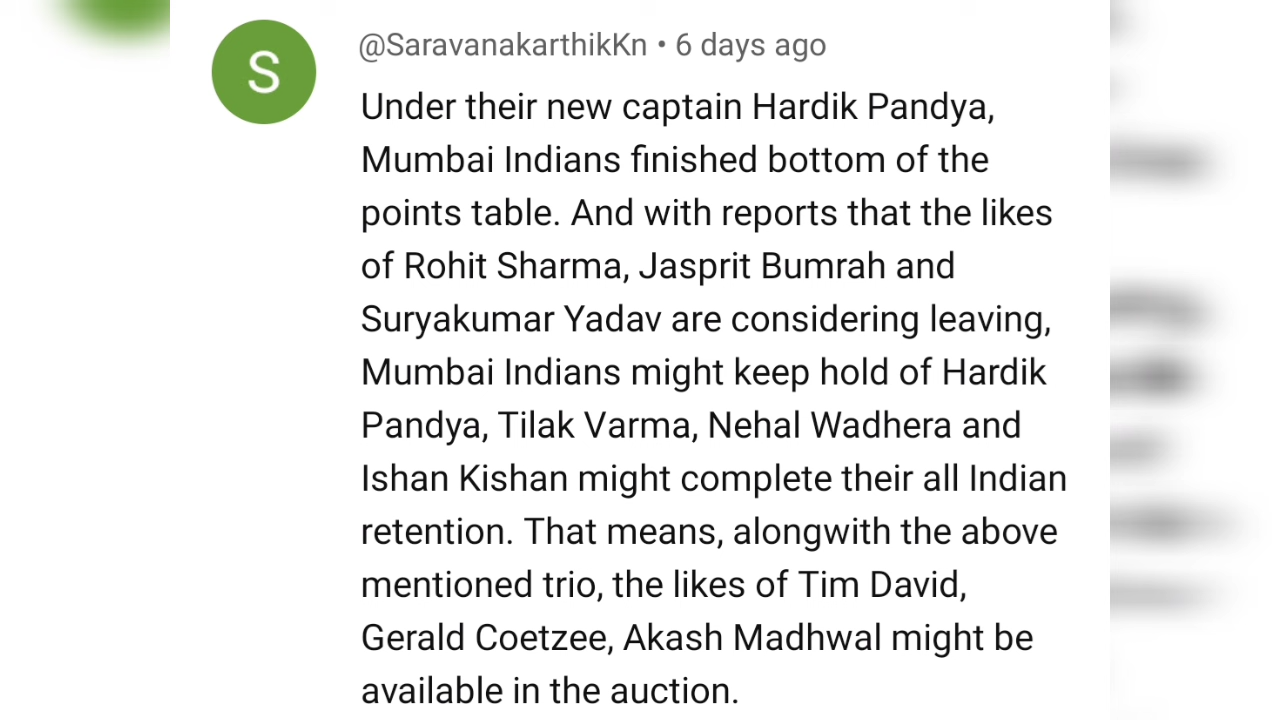 S
@SaravanakarthikKn • 6 days ago
Under their new captain Hardik Pandya,
Mumbai Indians finished bottom of the
points table. And with reports that the likes
of Rohit Sharma, Jasprit Bumrah and
Suryakumar Yadav are considering leaving,
Mumbai Indians might keep hold of Hardik
Pandya, Tilak Varma, Nehal Wadhera and
Ishan Kishan might complete their all Indian
retention. That means, alongwith the above
mentioned trio, the likes of Tim David,
Gerald Coetzee, Akash Madhwal might be
available in the auction.